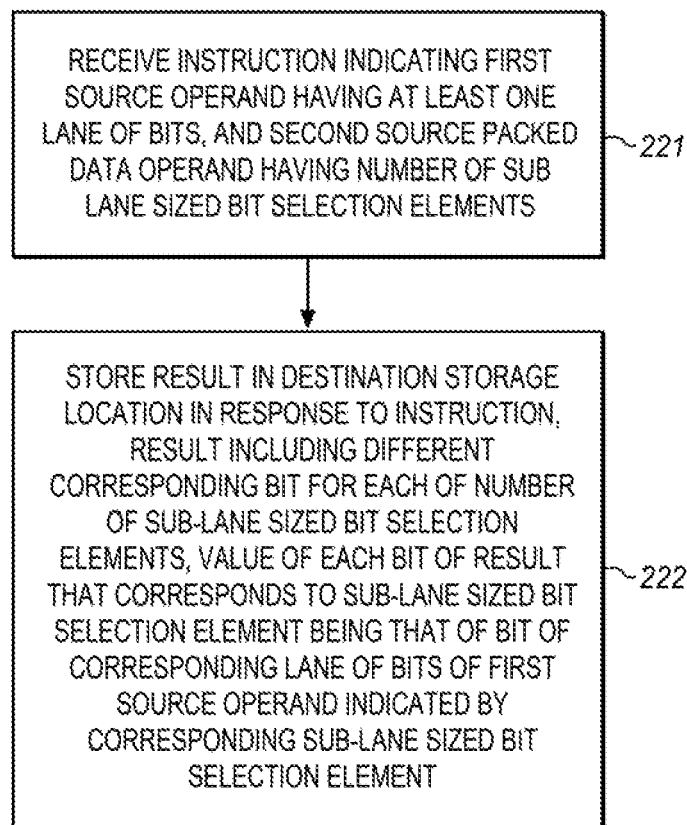 RECEIVE INSTRUCTION INDICATING FIRST
SOURCE OPERAND HAVING AT LEAST ONE
LANE OF BITS, AND SECOND SOURCE PACKED
DATA OPERAND HAVING NUMBER OF SUB
LANE SIZED BIT SELECTION ELEMENTS
221
STORE RESULT IN DESTINATION STORAGE
LOCATION IN RESPONSE TO INSTRUCTION,
RESULT INCLUDING DIFFERENT
CORRESPONDING BIT FOR EACH OF NUMBER
OF SUB-LANE SIZED BIT SELECTION
ELEMENTS, VALUE OF EACH BIT OF RESULT
THAT CORRESPONDS TO SUB-LANE SIZED BIT
SELECTION ELEMENT BEING THAT OF BIT OF
CORRESPONDING LANE OF BITS OF FIRST
SOURCE OPERAND INDICATED BY
CORRESPONDING SUB-LANE SIZED BIT
SELECTION ELEMENT
222